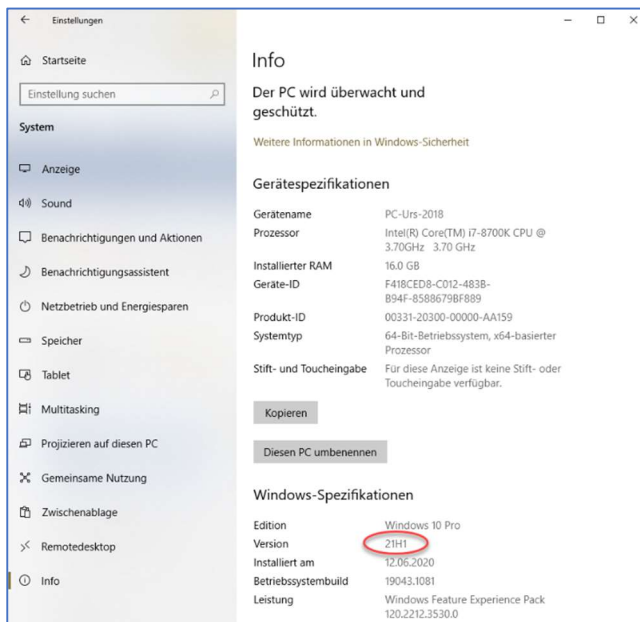 Einstellungen
Startseite
Einstellung suchen
System
Anzeige
Sound
Benachrichtigungen und Aktionen
Benachrichtigungsassistent
Netzbetrieb und Energiesparen
Speicher
Tablet
Multitasking
Projizieren auf diesen PC
Gemeinsame Nutzung
Zwischenablage
Remotedesktop
Info
Info
Der PC wird überwacht und
geschützt.
Weitere Informationen in Windows-Sicherheit
Gerätespezifikationen
Gerätename PC-Urs-2018
Prozessor Intel(R) Core(TM) i7-8700K CPU @
3.70GHz 3.70 GHz
Installierter RAM 16.0 GB
Geräte-ID F418CED8-C012-483B-
B94F-8588679BF889
Produkt-ID 00331-20300-00000-AA159
Systemtyp 64-Bit-Betriebssystem, x64-basierter
Prozessor
Stift- und Toucheingabe Für diese Anzeige ist keine Stift- oder
Toucheingabe verfügbar.
Kopieren
Diesen PC umbenennen
Windows-Spezifikationen
Edition Windows 10 Pro
Version 21H1
Installiert am 12.06.2020
Betriebssystembuild 19043.1081
Leistung Windows Feature Experience Pack
120.2212.3530.0